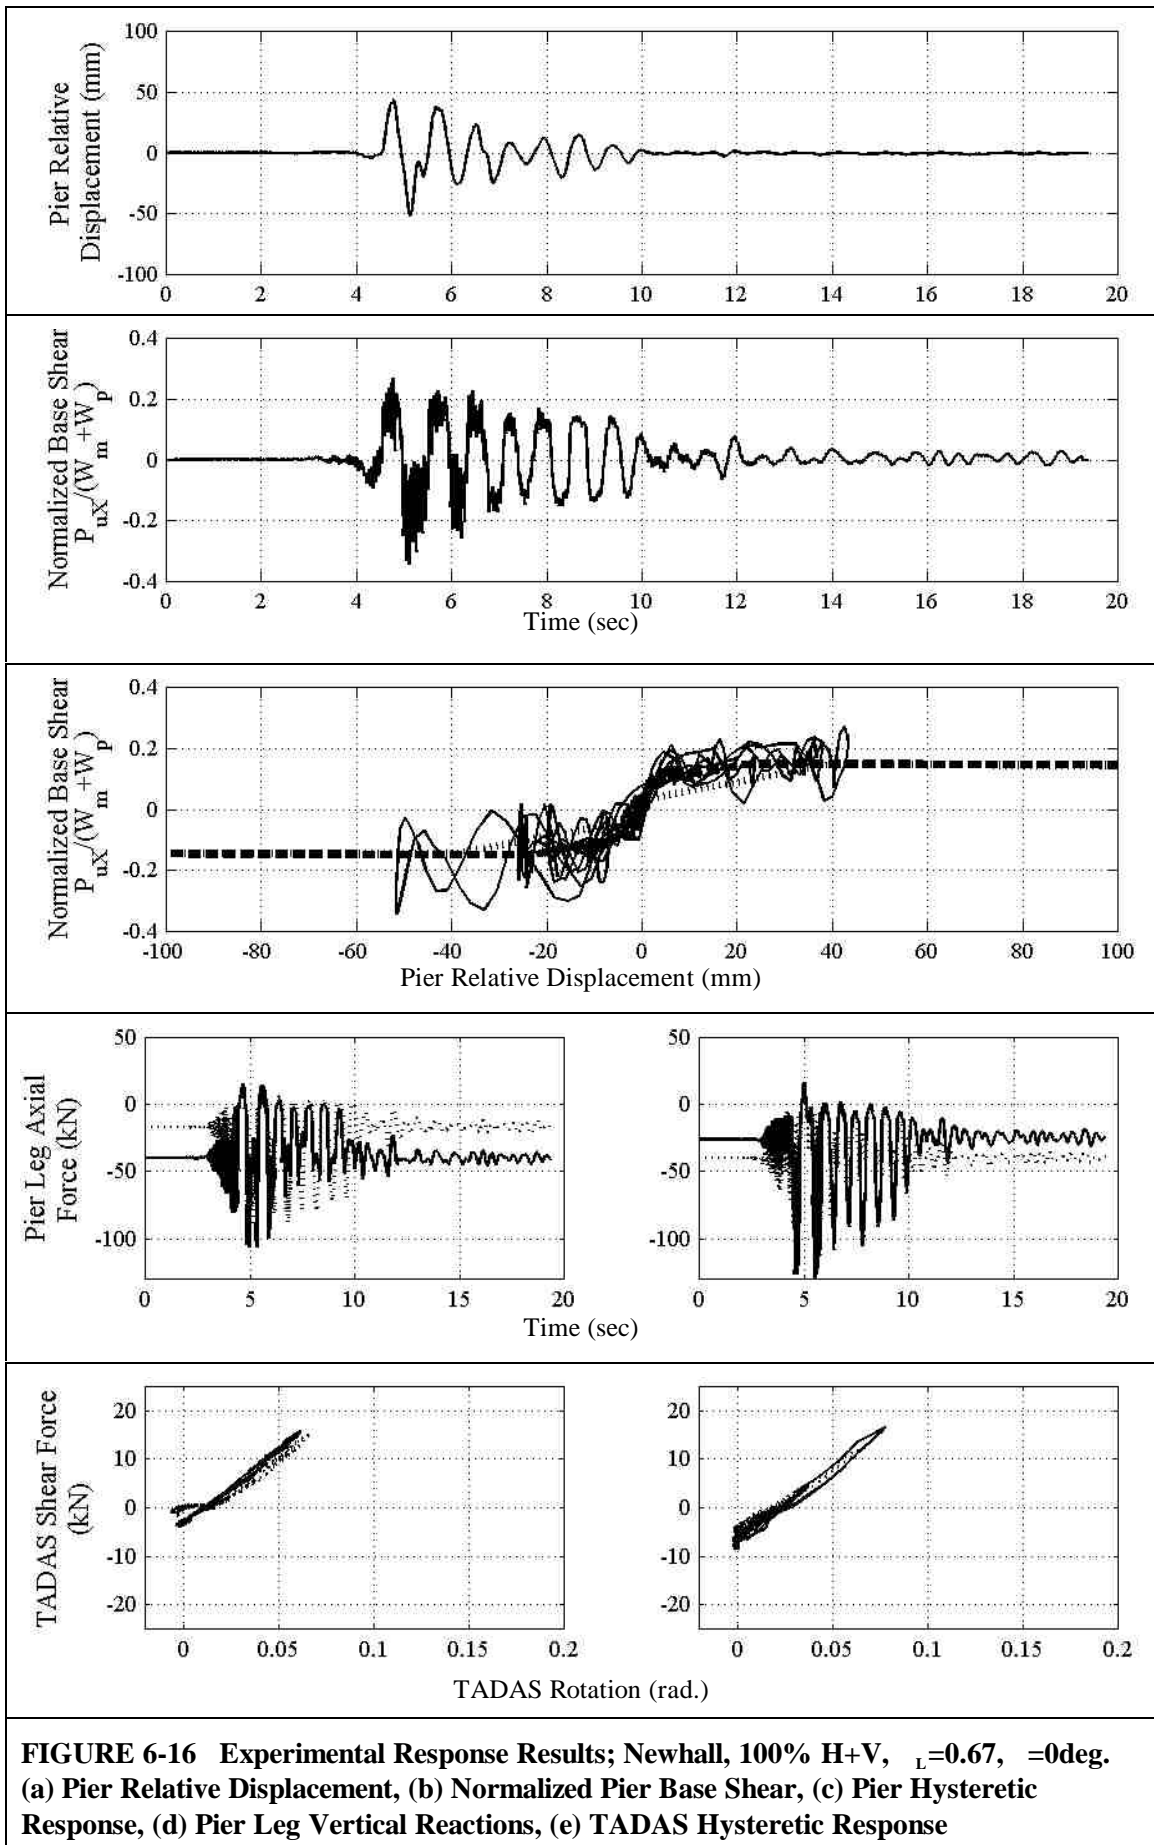 100
50
0
-50
-100
Pier Relative
Displacement (mm)
0 2 4 6 8 10 12 14 16 18 20
0.4
0.2
0
-0.2
-0.4
Normalized Base Shear
P_uX/(W_m+W_p)
0 2 4 6 8 10 12 14 16 18 20
Time (sec)
0.4
0.2
0
-0.2
-0.4
Normalized Base Shear
P_uX/(W_m+W_p)
-100 -80 -60 -40 -20 0 20 40 60 80 100
Pier Relative Displacement (mm)
50
0
-50
-100
Pier Leg Axial
Force (kN)
0 5 10 15 20
50
0
-50
-100
0 5 10 15 20
Time (sec)
20
10
0
-10
-20
TADAS Shear Force
(kN)
0 0.05 0.1 0.15 0.2
20
10
0
-10
-20
0 0.05 0.1 0.15 0.2
TADAS Rotation (rad.)
FIGURE 6-16 Experimental Response Results; Newhall, 100% H+V, L=0.67, =0deg.
(a) Pier Relative Displacement, (b) Normalized Pier Base Shear, (c) Pier Hysteretic
Response, (d) Pier Leg Vertical Reactions, (e) TADAS Hysteretic Response